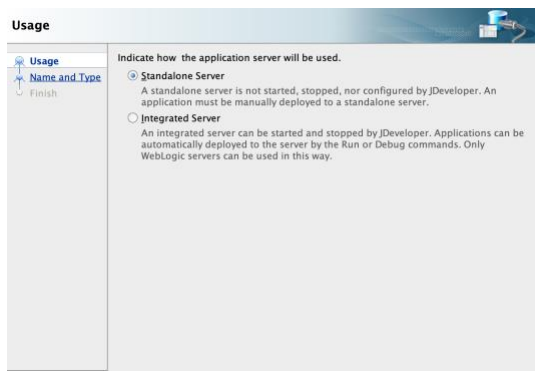 Usage
Usage
Name and Type
Finish
Indicate how the application server will be used.
Standalone Server
A standalone server is not started, stopped, nor configured by JDeveloper. An
application must be manually deployed to a standalone server.
Integrated Server
An integrated server can be started and stopped by JDeveloper. Applications can be
automatically deployed to the server by the Run or Debug commands. Only
WebLogic servers can be used in this way.